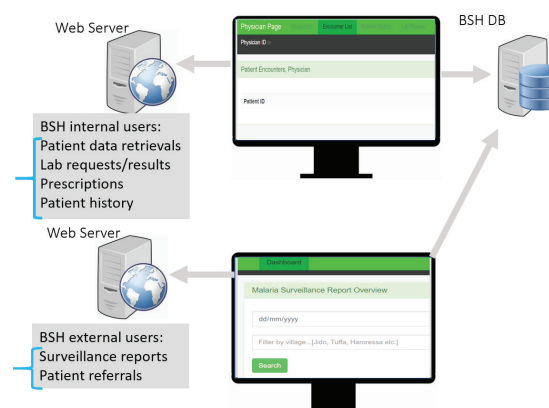 Web Server
BSH DB
Physician Page
Encounter List
Physician ID
Patient Encounters, Physician
Patient ID
BSH internal users:
Patient data retrievals
Lab requests/results
Prescriptions
Patient history
Web Server
Dashboard
Malaria Surveillance Report Overview
dd/mm/yyyy
Filter by village...[Jido, Tuffa, Haroressa etc.]
Search
BSH external users:
Surveillance reports
Patient referrals